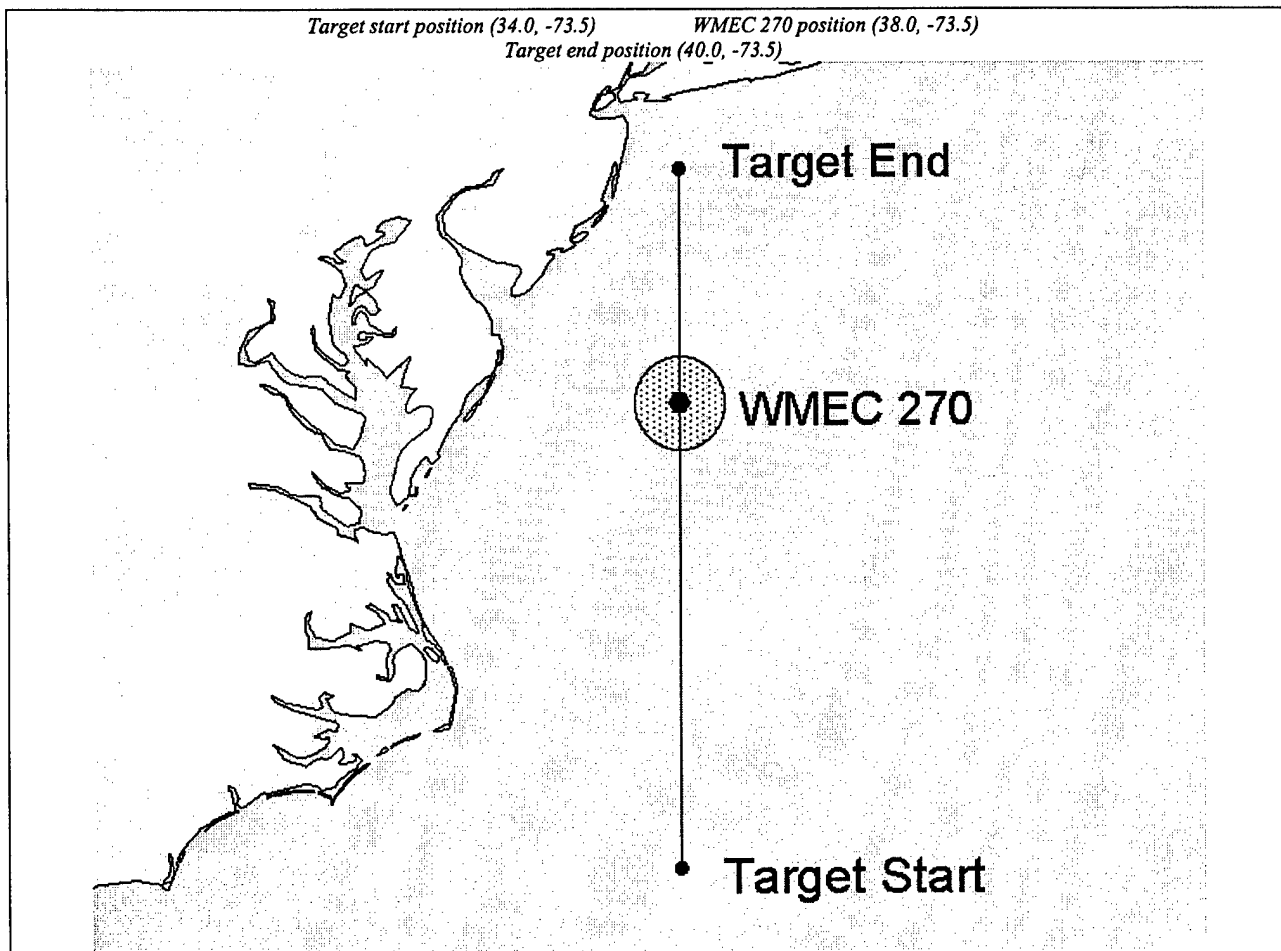 Target start position (34.0, -73.5) WMEC 270 position (38.0, -73.5)
Target end position (40.0, -73.5)
Target End
WMEC 270
Target Start